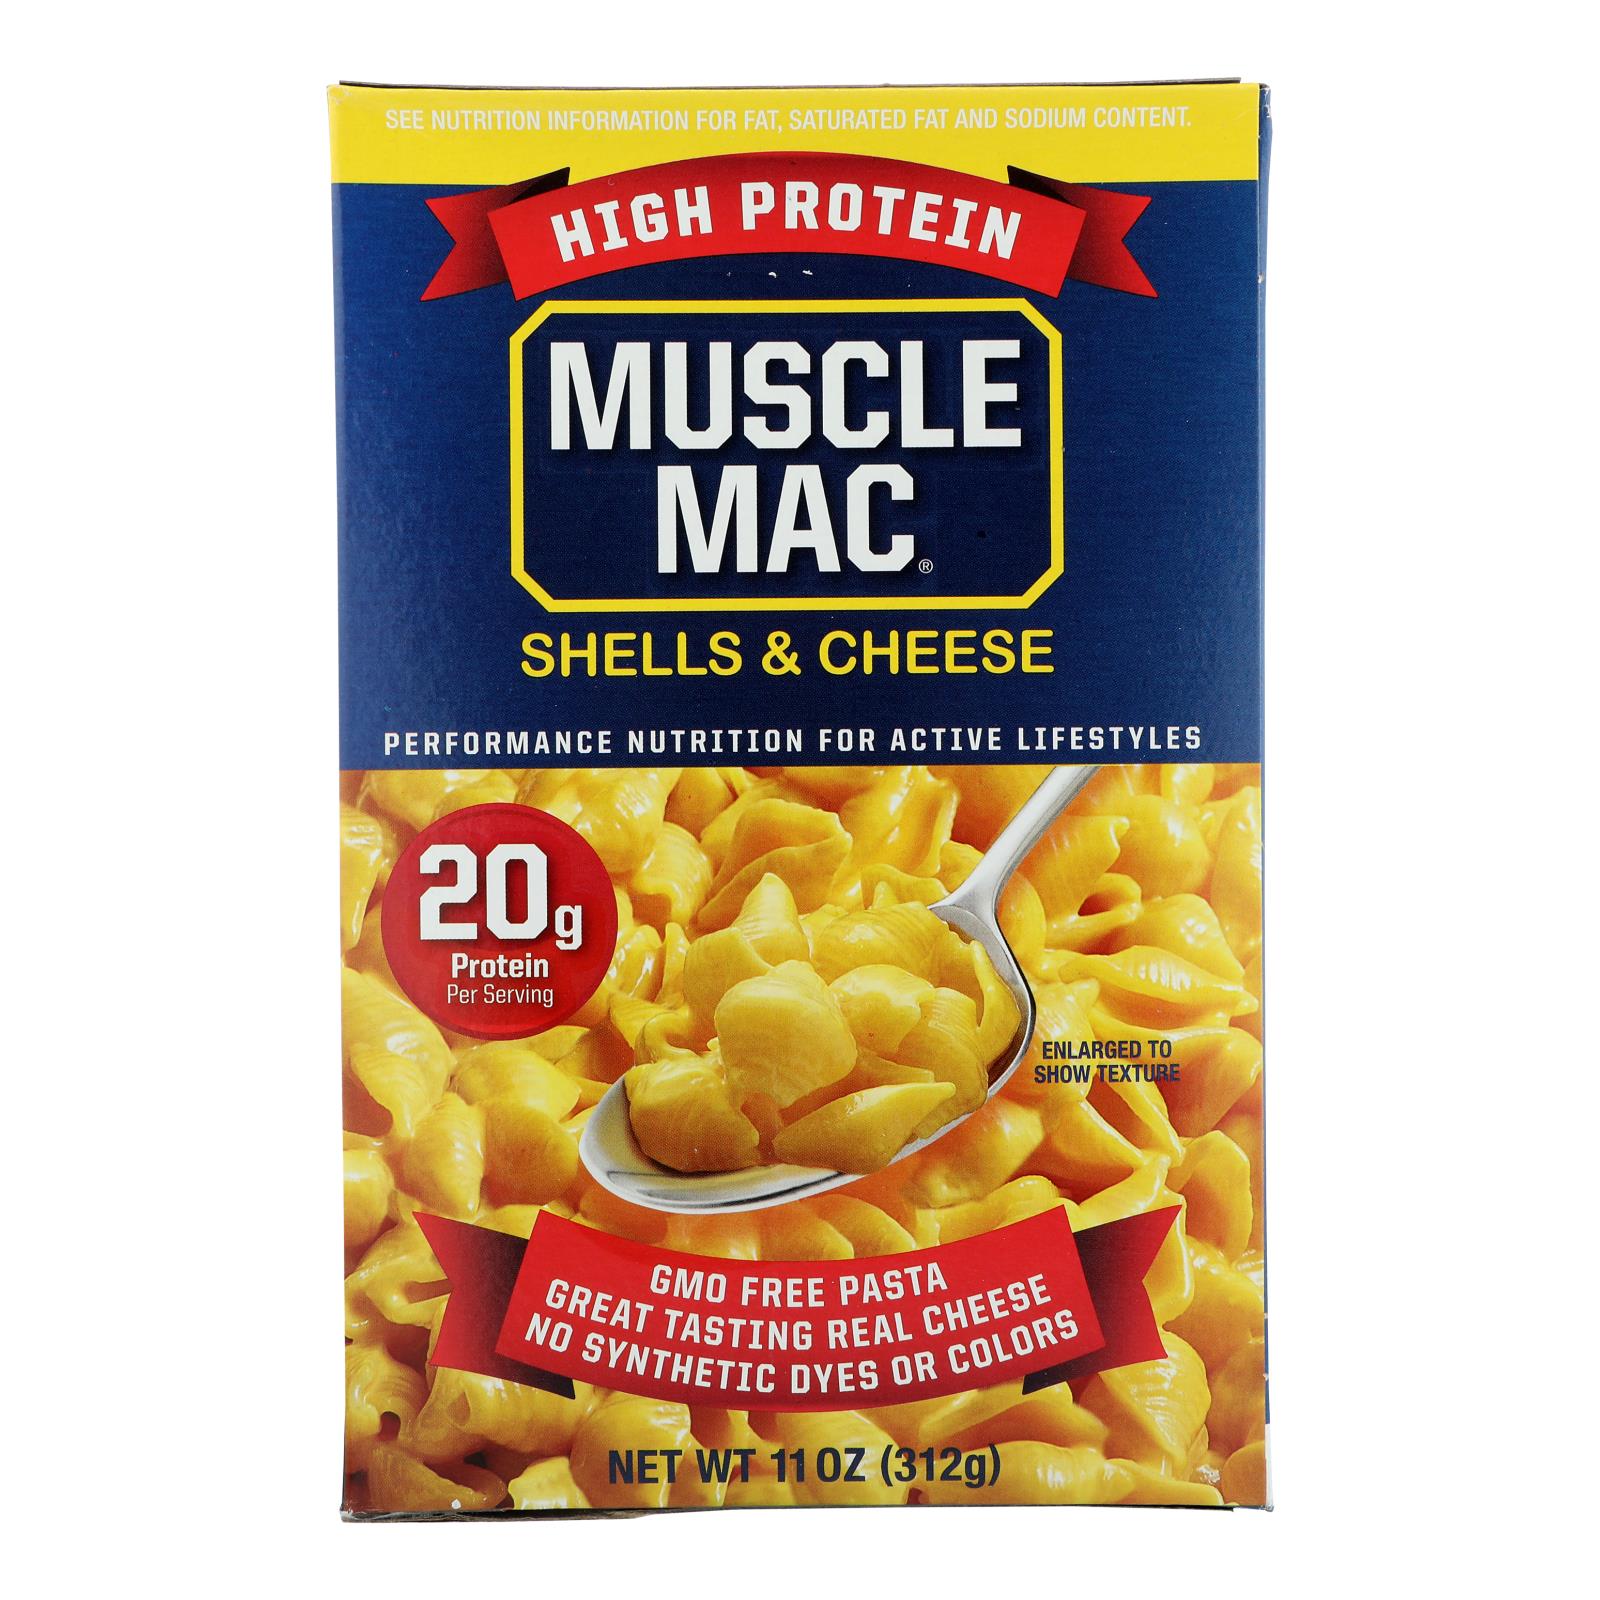 SEE NUTRITION INFORMATION FOR FAT, SATURATED FAT AND SODIUM CONTENT.
HIGH PROTEIN
MUSCLE
MAC®
SHELLS & CHEESE
PERFORMANCE NUTRITION FOR ACTIVE LIFESTYLES
20g
Protein
Per Serving
ENLARGED TO
SHOW TEXTURE
GMO FREE PASTA
GREAT TASTING REAL CHEESE
NO SYNTHETIC DYES OR COLORS
NET WT 11 OZ (312g)